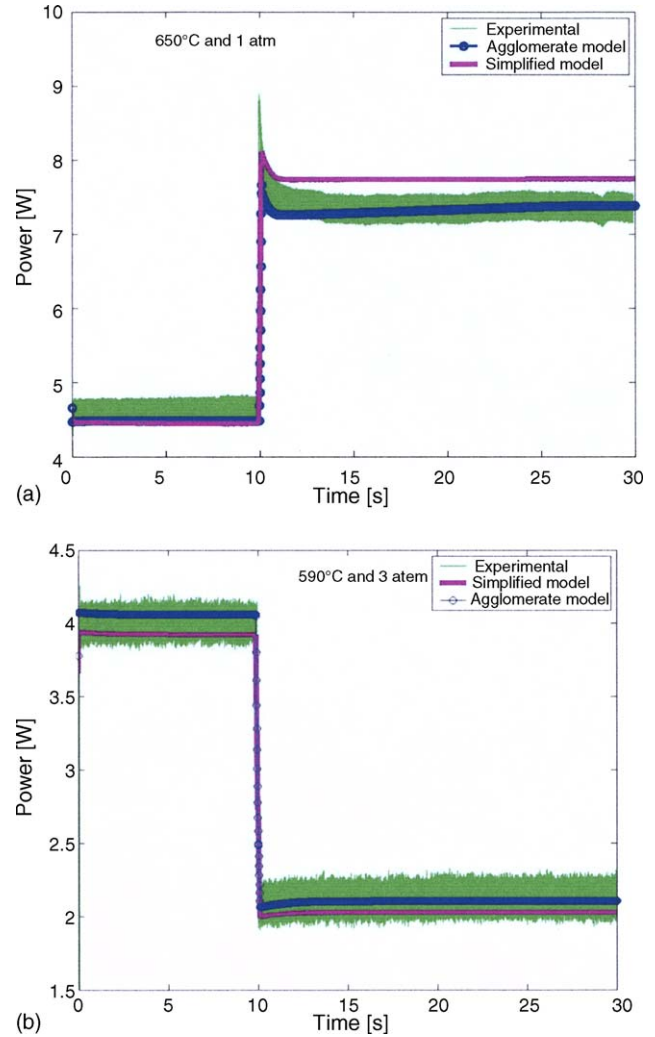 10
650°C and 1 atm
Experimental
Agglomerate model
Simplified model
9
8
7
6
5
4
Power [W]
0 5 10 15 20 25 30
Time [s]
(a)
4.5
590°C and 3 atem
Experimental
Simplified model
Agglomerate model
4
3.5
3
2.5
2
1.5
Power [W]
0 5 10 15 20 25 30
Time [s]
(b)